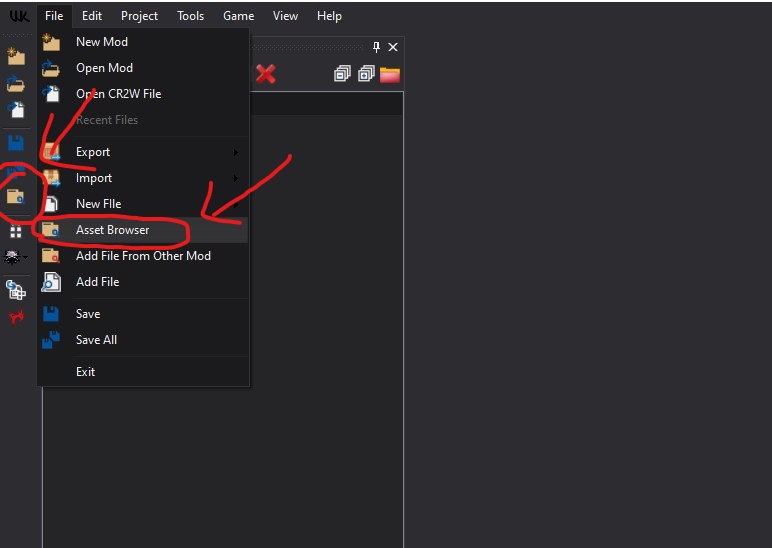 File Edit Project Tools Game View Help
New Mod
Open Mod
Open CR2W File
Recent Files
Export
Import
New FIle
Asset Browser
Add File From Other Mod
Add File
Save
Save All
Exit